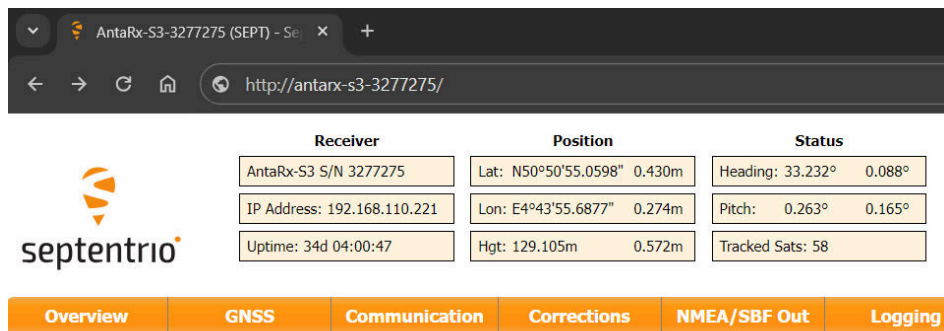 AntaRx-S3-3277275 (SEPT) - Se
http://antarx-s3-3277275/
Receiver Position Status
AntaRx-S3 S/N 3277275 Lat: N50°50'55.0598" 0.430m Heading: 33.232° 0.088°
IP Address: 192.168.110.221 Lon: E4°43'55.6877" 0.274m Pitch: 0.263° 0.165°
Uptime: 34d 04:00:47 Hgt: 129.105m 0.572m Tracked Sats: 58
septentrio
Overview GNSS Communication Corrections NMEA/SBF Out Logging